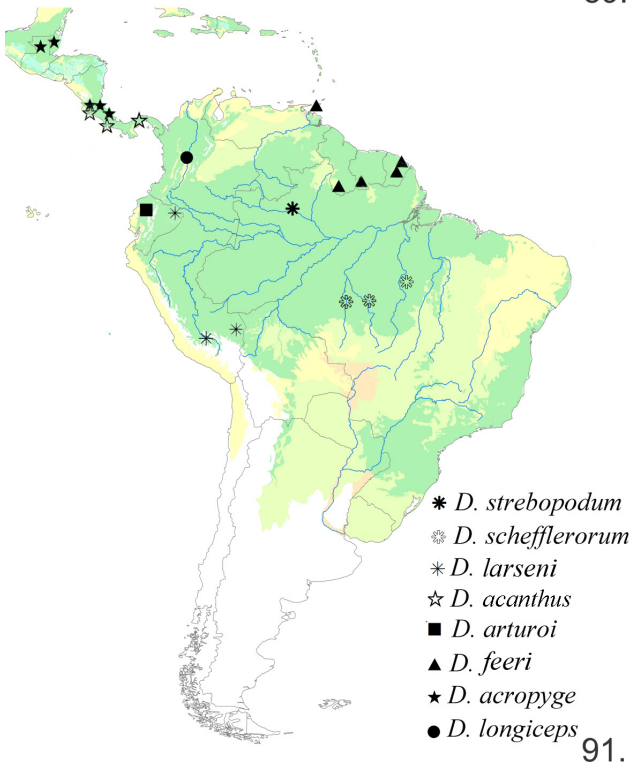 D. strebopodum
D. schefflerorum
D. larseni
D. acanthus
D. arturoi
D. feeri
D. acropyge
D. longiceps
91.